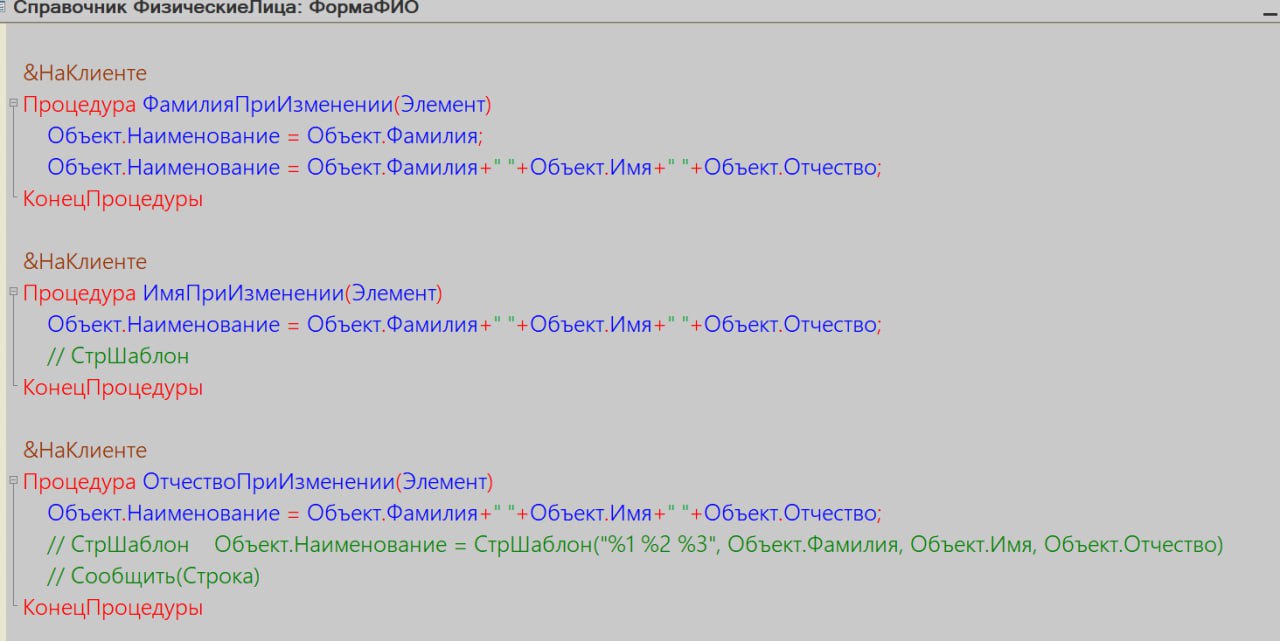 Справочник ФизическиеЛица: ФормаФИО
&НаКлиенте
Процедура ФамилияПриИзменении(Элемент)
Объект.Наименование = Объект.Фамилия;
Объект.Наименование = Объект.Фамилия+" "+Объект.Имя+" "+Объект.Отчество;
КонецПроцедуры
&НаКлиенте
Процедура ИмяПриИзменении(Элемент)
Объект.Наименование = Объект.Фамилия+" "+Объект.Имя+" "+Объект.Отчество;
// СтрШаблон
КонецПроцедуры
&НаКлиенте
Процедура ОтчествоПриИзменении(Элемент)
Объект.Наименование = Объект.Фамилия+" "+Объект.Имя+" "+Объект.Отчество;
// СтрШаблон    Объект.Наименование = СтрШаблон("%1 %2 %3", Объект.Фамилия, Объект.Имя, Объект.Отчество)
// Сообщить(Строка)
КонецПроцедуры